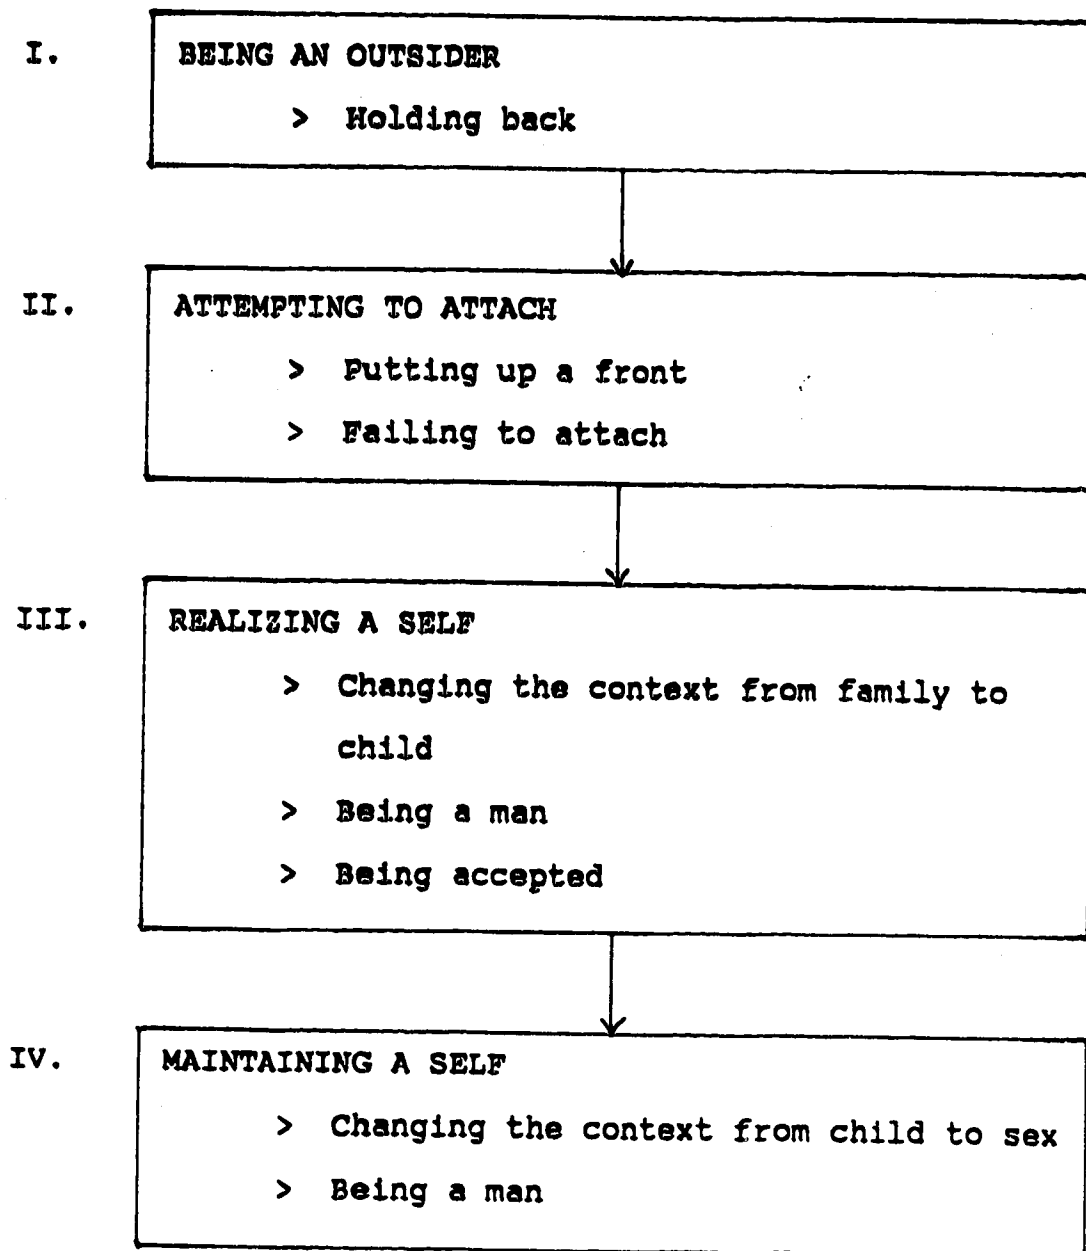 I. BEING AN OUTSIDER
> Holding back
II. ATTEMPTING TO ATTACH
> Putting up a front
> Failing to attach
III. REALIZING A SELF
> Changing the context from family to
child
> Being a man
> Being accepted
IV. MAINTAINING A SELF
> Changing the context from child to sex
> Being a man